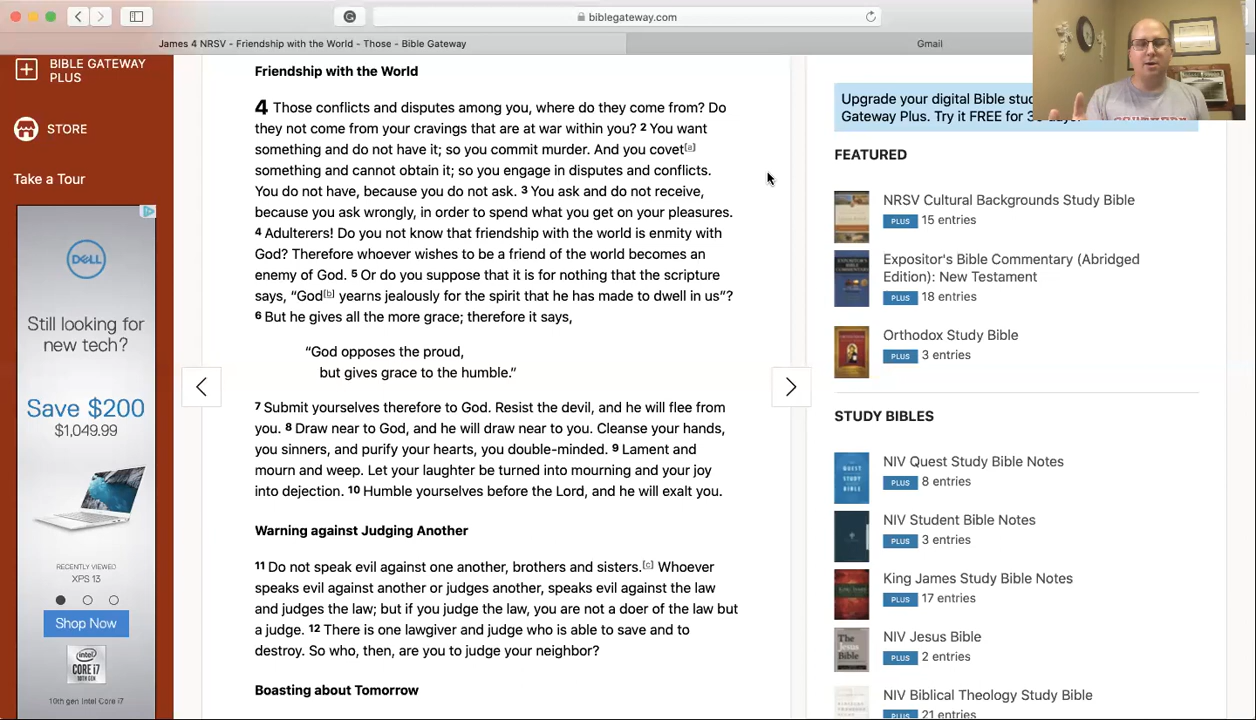 biblegateway.com
James 4 NRSV - Friendship with the World - Those - Bible Gateway
Gmail
BIBLE GATEWAY
PLUS
STORE
Take a Tour
DELL
Still looking for
new tech?
Save $200
$1,049.99
RECENTLY VIEWED
XPS 13
Shop Now
intel
CORE i7
10TH GEN
10th gen Intel Core i7
Friendship with the World
4 Those conflicts and disputes among you, where do they come from? Do
they not come from your cravings that are at war within you? 2 You want
something and do not have it; so you commit murder. And you covet[a]
something and cannot obtain it; so you engage in disputes and conflicts.
You do not have, because you do not ask. 3 You ask and do not receive,
because you ask wrongly, in order to spend what you get on your pleasures.
4 Adulterers! Do you not know that friendship with the world is enmity with
God? Therefore whoever wishes to be a friend of the world becomes an
enemy of God. 5 Or do you suppose that it is for nothing that the scripture
says, “God[b] yearns jealously for the spirit that he has made to dwell in us”?
6 But he gives all the more grace; therefore it says,
“God opposes the proud,
but gives grace to the humble.”
7 Submit yourselves therefore to God. Resist the devil, and he will flee from
you. 8 Draw near to God, and he will draw near to you. Cleanse your hands,
you sinners, and purify your hearts, you double-minded. 9 Lament and
mourn and weep. Let your laughter be turned into mourning and your joy
into dejection. 10 Humble yourselves before the Lord, and he will exalt you.
Warning against Judging Another
11 Do not speak evil against one another, brothers and sisters.[c] Whoever
speaks evil against another or judges another, speaks evil against the law
and judges the law; but if you judge the law, you are not a doer of the law but
a judge. 12 There is one lawgiver and judge who is able to save and to
destroy. So who, then, are you to judge your neighbor?
Boasting about Tomorrow
Upgrade your digital Bible
Gateway Plus. Try it FREE for
FEATURED
NRSV Cultural Backgrounds Study Bible
PLUS 15 entries
Expositor's Bible Commentary (Abridged
Edition): New Testament
PLUS 18 entries
Orthodox Study Bible
PLUS 3 entries
STUDY BIBLES
NIV Quest Study Bible Notes
PLUS 8 entries
NIV Student Bible Notes
PLUS 3 entries
King James Study Bible Notes
PLUS 17 entries
NIV Jesus Bible
PLUS 2 entries
NIV Biblical Theology Study Bible
PLUS 21 entries